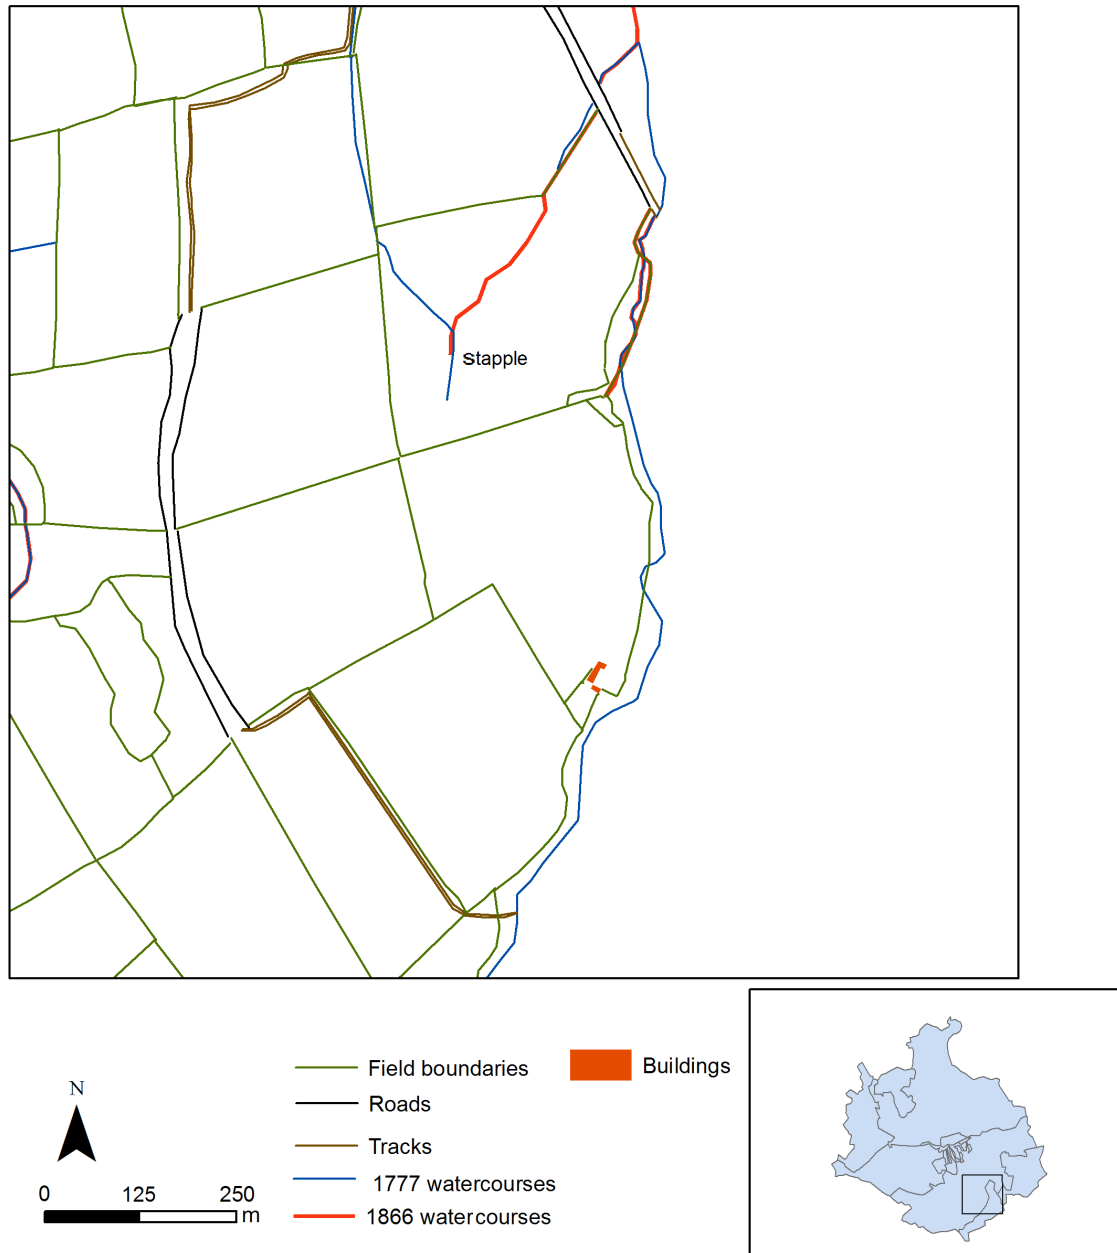 Stapple
Field boundaries
Buildings
Roads
N
Tracks
1777 watercourses
0 125 250
m
1866 watercourses